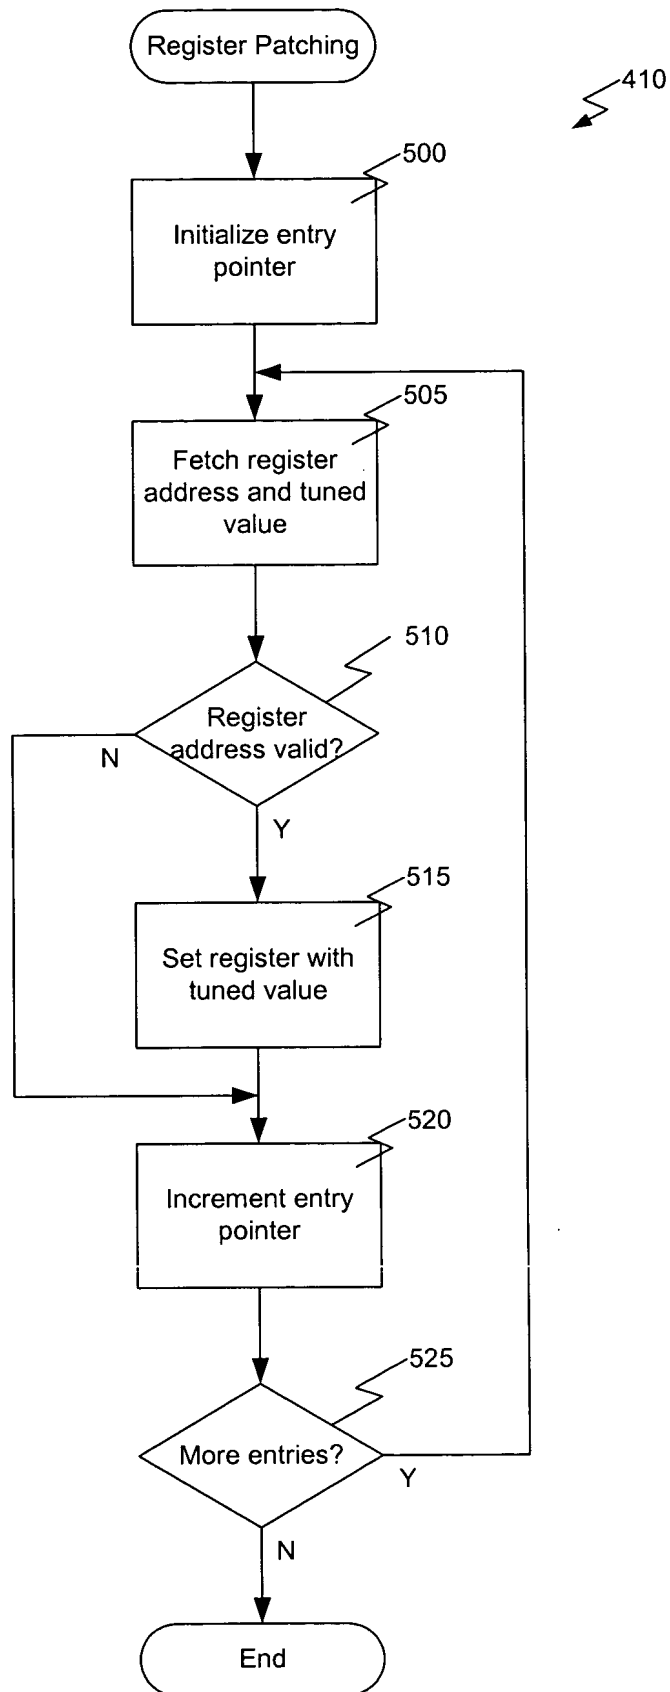 Register Patching
410
500
Initialize entry
pointer
505
Fetch register
address and tuned
value
510
Register
address valid?
N
Y
515
Set register with
tuned value
520
Increment entry
pointer
525
More entries?
Y
N
End